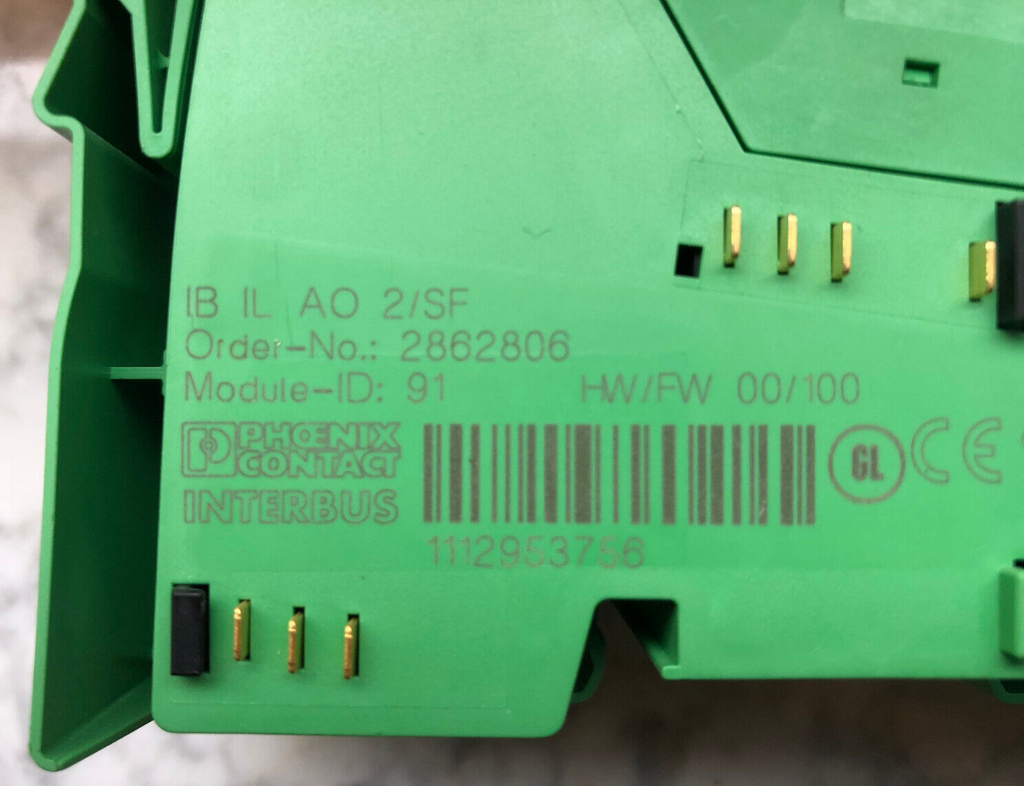 IB IL AO 2/SF
Order-No.: 2862806
Module-ID: 91 HW/FW 00/100
PHŒNIX
CONTACT
INTERBUS
1112953756
GL CE